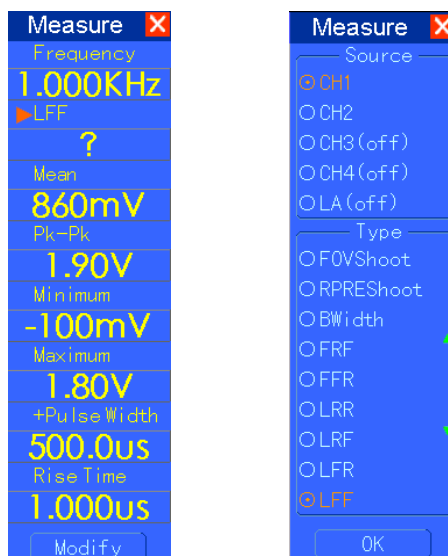 Measure
Frequency
1.000KHz
LFF
?
Mean
860mV
Pk-Pk
1.90V
Minimum
-100mV
Maximum
1.80V
+Pulse Width
500.0us
Rise Time
1.000us
Modify
Measure
Source
CH1
CH2
CH3(off)
CH4(off)
LA(off)
Type
FOVShoot
RPREShoot
BWidth
FRF
FFR
LRR
LRF
LFR
LFF
OK